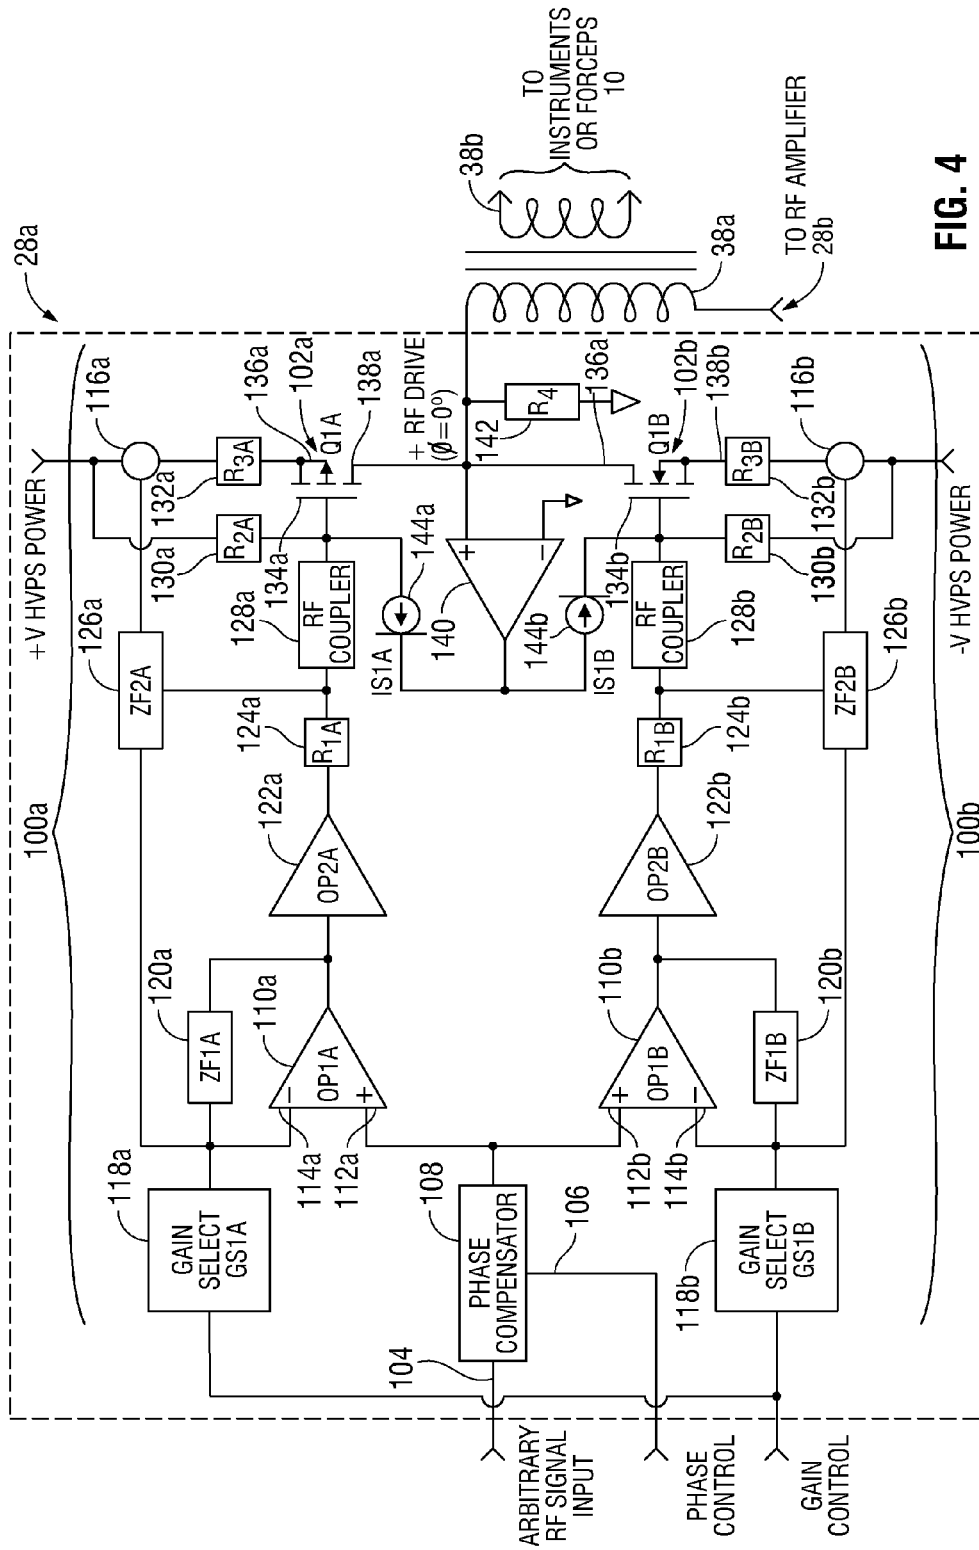 28a
100a
116a
+V HVPS POWER
126a
ZF2A
130a
R2A
132a
R3A
136a
102a
Q1A
134a
138a
128a
RF
COUPLER
124a
R1A
122a
OP2A
120a
ZF1A
110a
OP1A
−
+
114a
112a
118a
GAIN
SELECT
GS1A
144a
IS1A
140
+
−
+ RF DRIVE
(ϕ=0º)
142
R4
38b
TO
INSTRUMENTS
OR FORCEPS
10
38a
TO RF AMPLIFIER
28b
108
PHASE
COMPENSATOR
104
106
ARBITRARY
RF SIGNAL
INPUT
PHASE
CONTROL
GAIN
CONTROL
144b
IS1B
136a
134b
Q1B
102b
138b
128b
RF
COUPLER
124b
R1B
122b
OP2B
110b
OP1B
+
−
112b
114b
120b
ZF1B
118b
GAIN
SELECT
GS1B
126b
ZF2B
130b
R2B
132b
R3B
116b
-V HVPS POWER
100b
FIG. 4